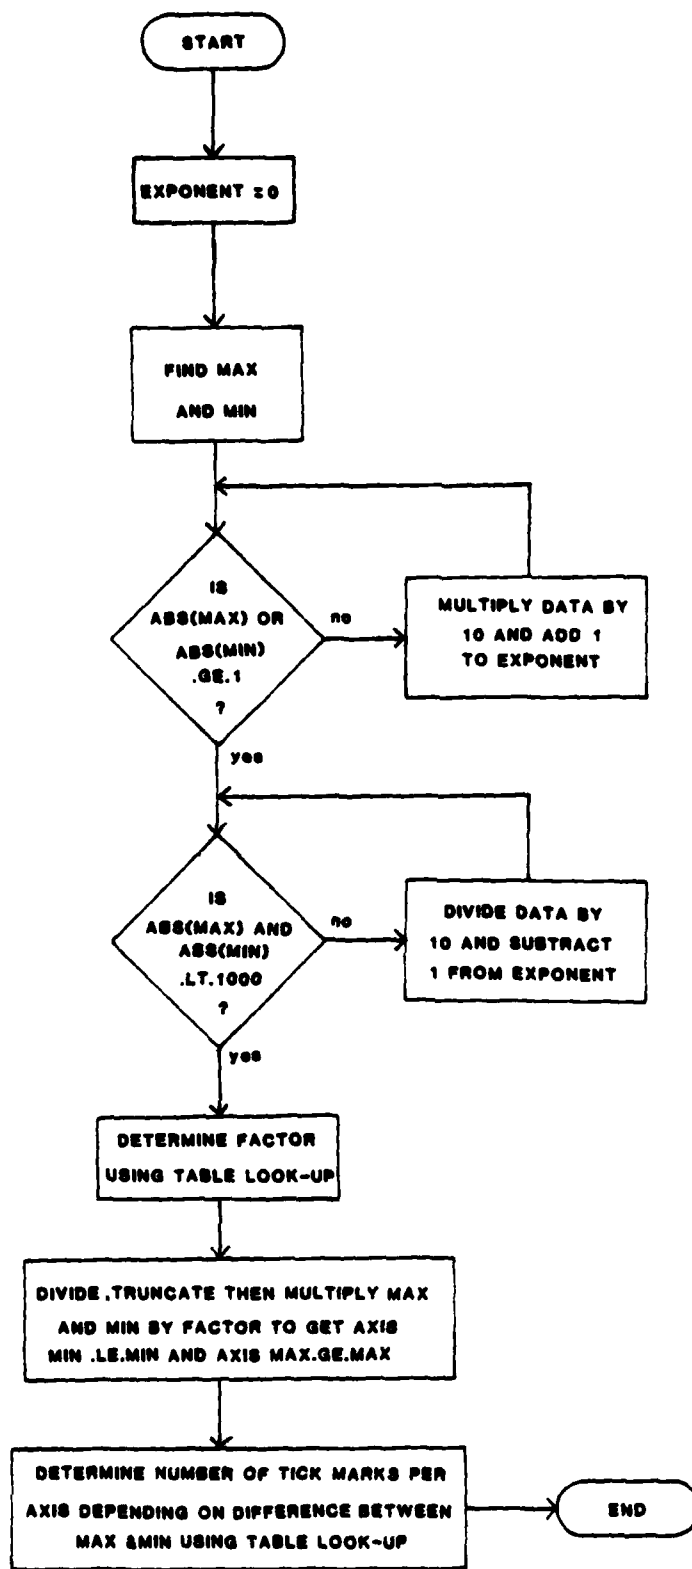 START
EXPONENT = 0
FIND MAX
AND MIN
IS
ABS(MAX) OR
ABS(MIN)
.GE.1
?
no
MULTIPLY DATA BY
10 AND ADD 1
TO EXPONENT
yes
IS
ABS(MAX) AND
ABS(MIN)
.LT.1000
?
no
DIVIDE DATA BY
10 AND SUBTRACT
1 FROM EXPONENT
yes
DETERMINE FACTOR
USING TABLE LOOK-UP
DIVIDE,TRUNCATE THEN MULTIPLY MAX
AND MIN BY FACTOR TO GET AXIS
MIN .LE.MIN AND AXIS MAX.GE.MAX
DETERMINE NUMBER OF TICK MARKS PER
AXIS DEPENDING ON DIFFERENCE BETWEEN
MAX &MIN USING TABLE LOOK-UP
END